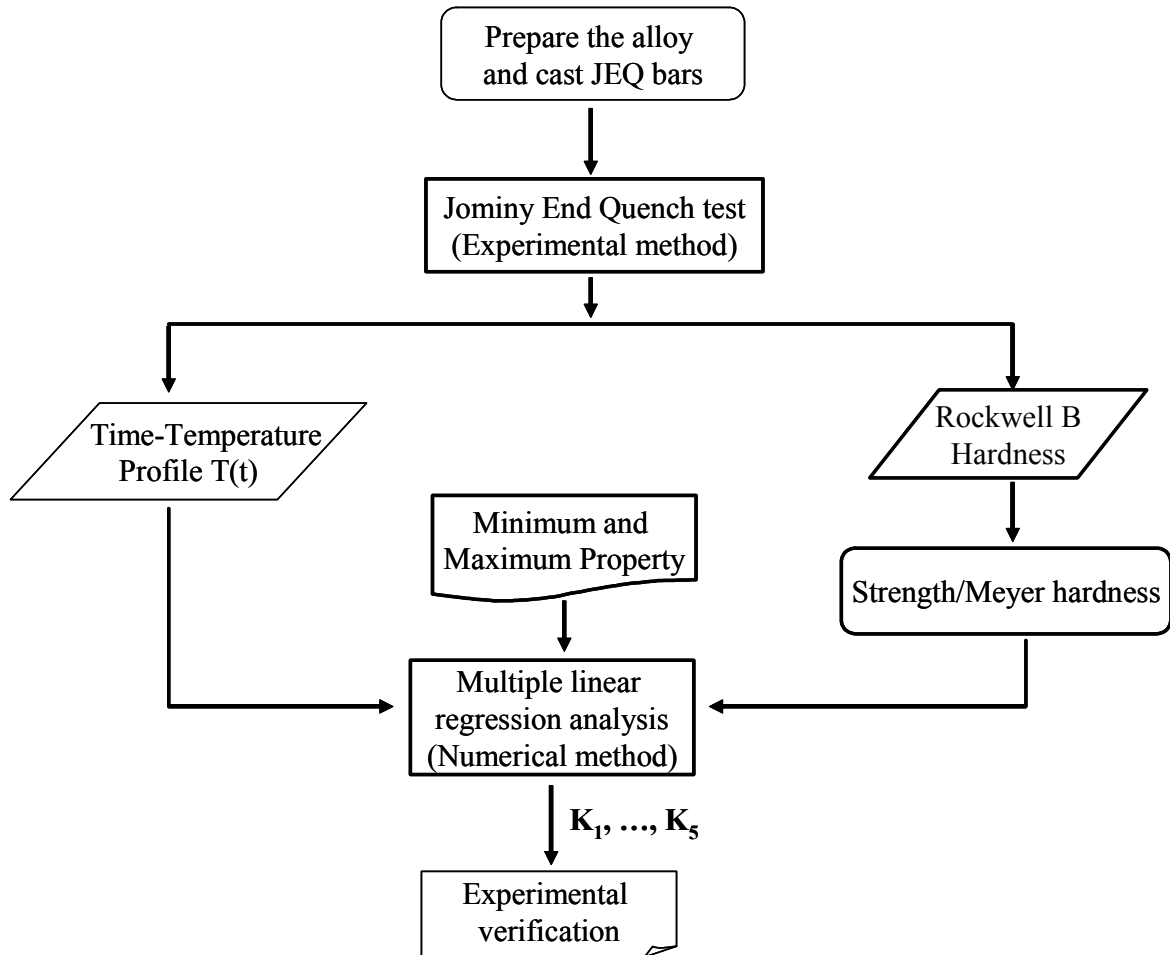 Prepare the alloy
and cast JEQ bars
Jominy End Quench test
(Experimental method)
Time-Temperature
Profile T(t)
Rockwell B
Hardness
Minimum and
Maximum Property
Strength/Meyer hardness
Multiple linear
regression analysis
(Numerical method)
K₁, …, K₅
Experimental
verification